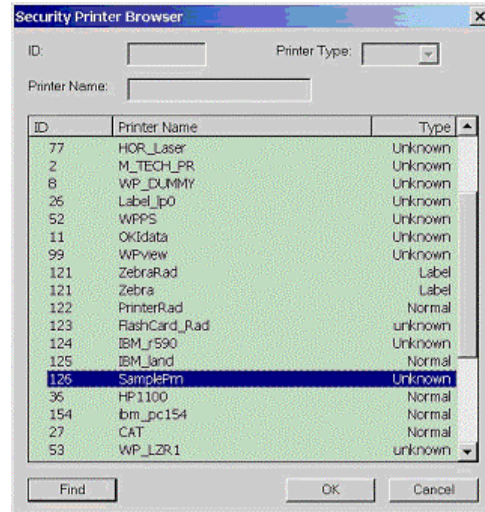 Security Printer Browser
ID: Printer Type:
Printer Name:
ID Printer Name Type
77 HOR_Laser Unknown
2 M_TECH_PR Unknown
8 WP_DUMMY Unknown
26 Label_lp0 Unknown
52 WPPS Unknown
11 OKIdata Unknown
99 WPview Unknown
121 ZebraRad Label
121 Zebra Label
122 PrinterRad Normal
123 FlashCard_Rad unknown
124 IBM_r590 Unknown
125 IBM_land Normal
126 SamplePrn Unknown
36 HP1100 Normal
154 ibm_pc154 Normal
27 CAT Normal
53 WP_LZR1 unknown
Find OK Cancel